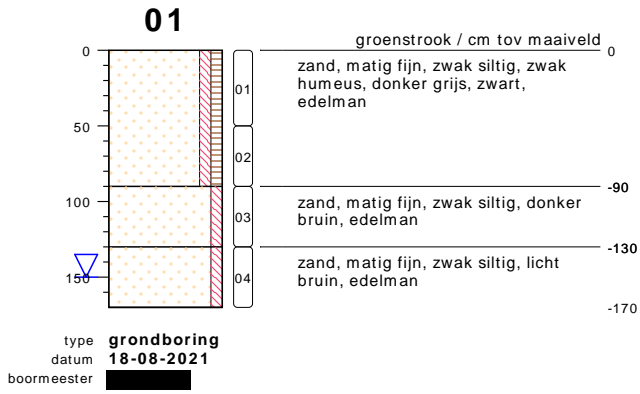 01
groenstrook / cm tov maaiveld
0
0
zand, matig fijn, zwak siltig, zwak
humeus, donker grijs, zwart,
edelman
01
50
02
-90
100
03
zand, matig fijn, zwak siltig, donker
bruin, edelman
-130
150
04
zand, matig fijn, zwak siltig, licht
bruin, edelman
-170
type grondboring
datum 18-08-2021
boormeester